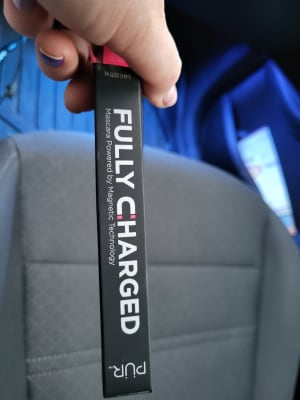 FULLY CHARGED
Mascara Powered by Magnetic Technology
PÜR